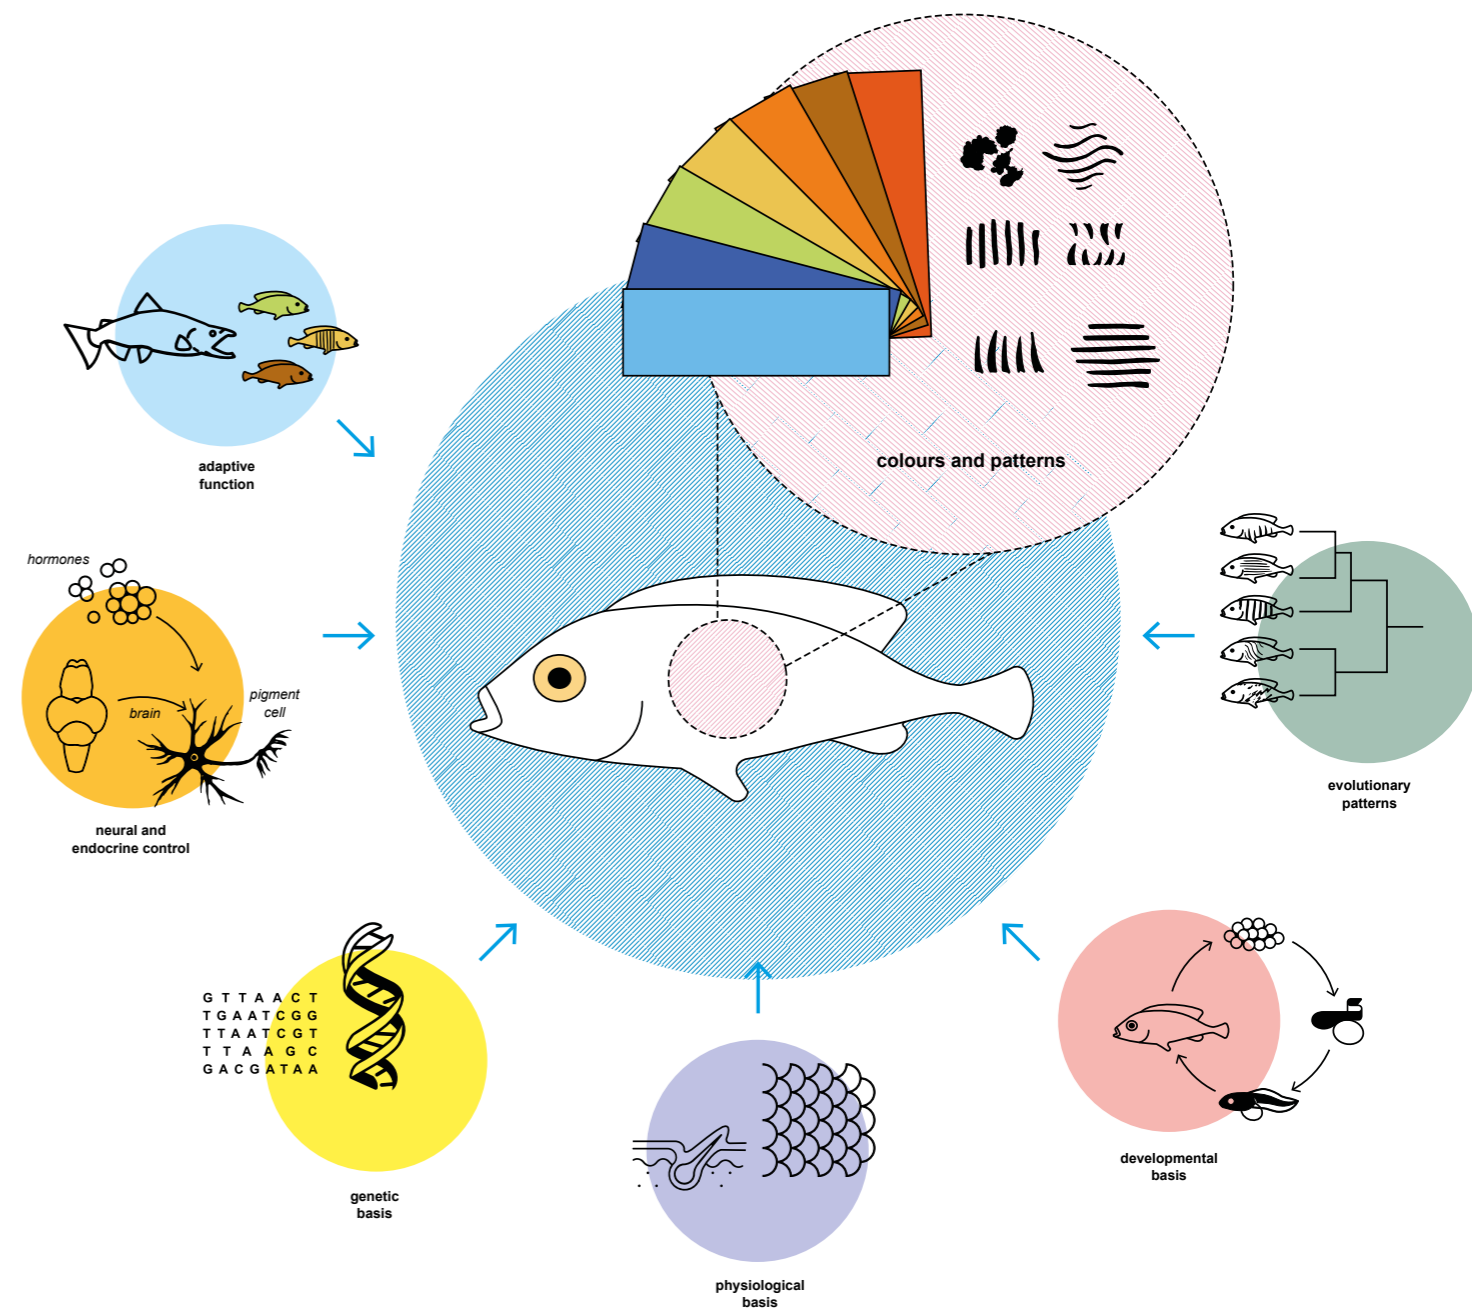 colours and patterns
adaptive
function
hormones
brain
pigment
cell
neural and
endocrine control
evolutionary
patterns
G T T A A C T
T G A A T C G G
T T A A T C G T
T T A A G C
G A C G A T A A
genetic
basis
physiological
basis
developmental
basis